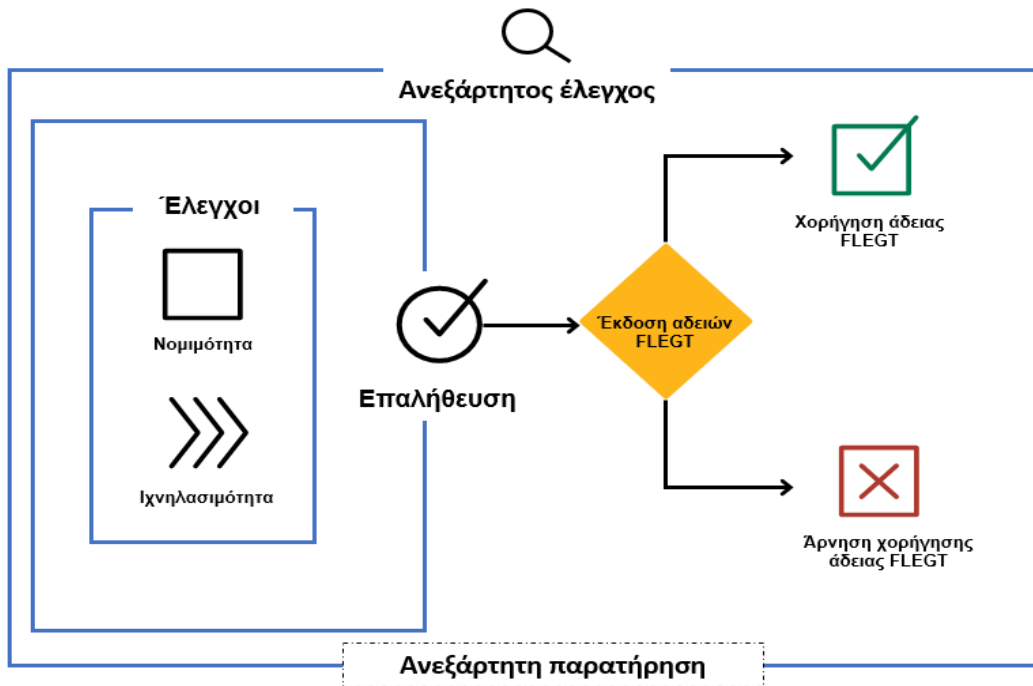 Ανεξάρτητος έλεγχος
Έλεγχοι
Νομιμότητα
Ιχνηλασιμότητα
Επαλήθευση
Έκδοση αδειών
FLEGT
Χορήγηση άδειας
FLEGT
Άρνηση χορήγησης
άδειας FLEGT
Ανεξάρτητη παρατήρηση